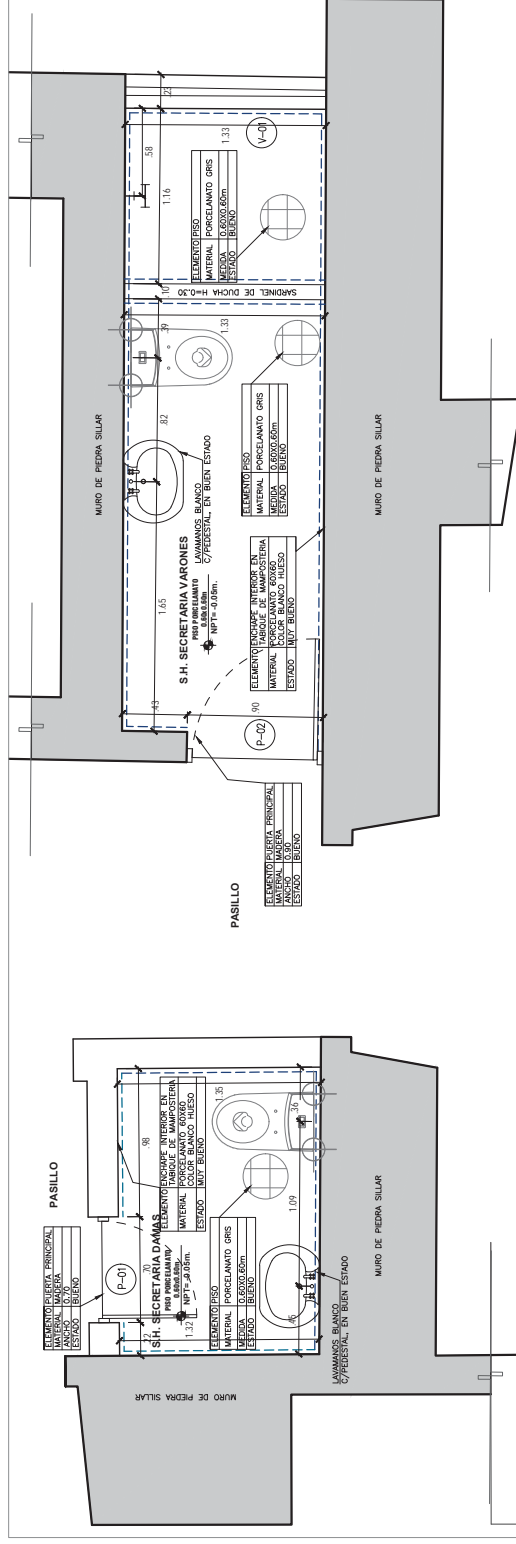 PASILLO
ELEMENTO PUERTA PRINCIPAL
MATERIAL MADERA
ANCHO 0.70
ESTADO BUENO
P-01
S.H. SECRETARIA DAMAS
PISO PORCELANATO
0.60x0.60m
NPT= -0.05m.
ELEMENTO ENCHAPE INTERIOR EN
TABIQUE DE MAMPOSTERIA
MATERIAL PORCELANATO 60X60
COLOR BLANCO HUESO
ESTADO MUY BUENO
ELEMENTO PISO
MATERIAL PORCELANATO GRIS
MEDIDA 0.60X0.60m
ESTADO BUENO
.98
.70
1.32
1.35
.36
1.09
LAVAMANOS BLANCO
C/PEDESTAL, EN BUEN ESTADO
MURO DE PIEDRA SILLAR
MURO DE PIEDRA SILLAR
PASILLO
ELEMENTO PUERTA PRINCIPAL
MATERIAL MADERA
ANCHO 0.90
ESTADO BUENO
P-02
.90
.43
1.65
.82
.39
.10
1.16
.58
.23
1.33
1.33
MURO DE PIEDRA SILLAR
S.H. SECRETARIA VARONES
PISO PORCELANATO
0.60x0.60m
NPT= -0.05m.
LAVAMANOS BLANCO
C/PEDESTAL, EN BUEN ESTADO
ELEMENTO ENCHAPE INTERIOR EN
TABIQUE DE MAMPOSTERIA
MATERIAL PORCELANATO 60X60
COLOR BLANCO HUESO
ESTADO MUY BUENO
ELEMENTO PISO
MATERIAL PORCELANATO GRIS
MEDIDA 0.60X0.60m
ESTADO BUENO
SARDINEL DE DUCHA H=0.30
ELEMENTO PISO
MATERIAL PORCELANATO GRIS
MEDIDA 0.60X0.60m
ESTADO BUENO
V-01
MURO DE PIEDRA SILLAR